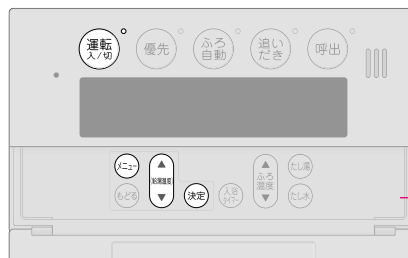 運転
入/切
優先
ふろ
自動
追い
だき
呼出
メニュー
給湯温度
ふろ
温度
たし湯
もどる
決定
入浴
タイマー
たし水